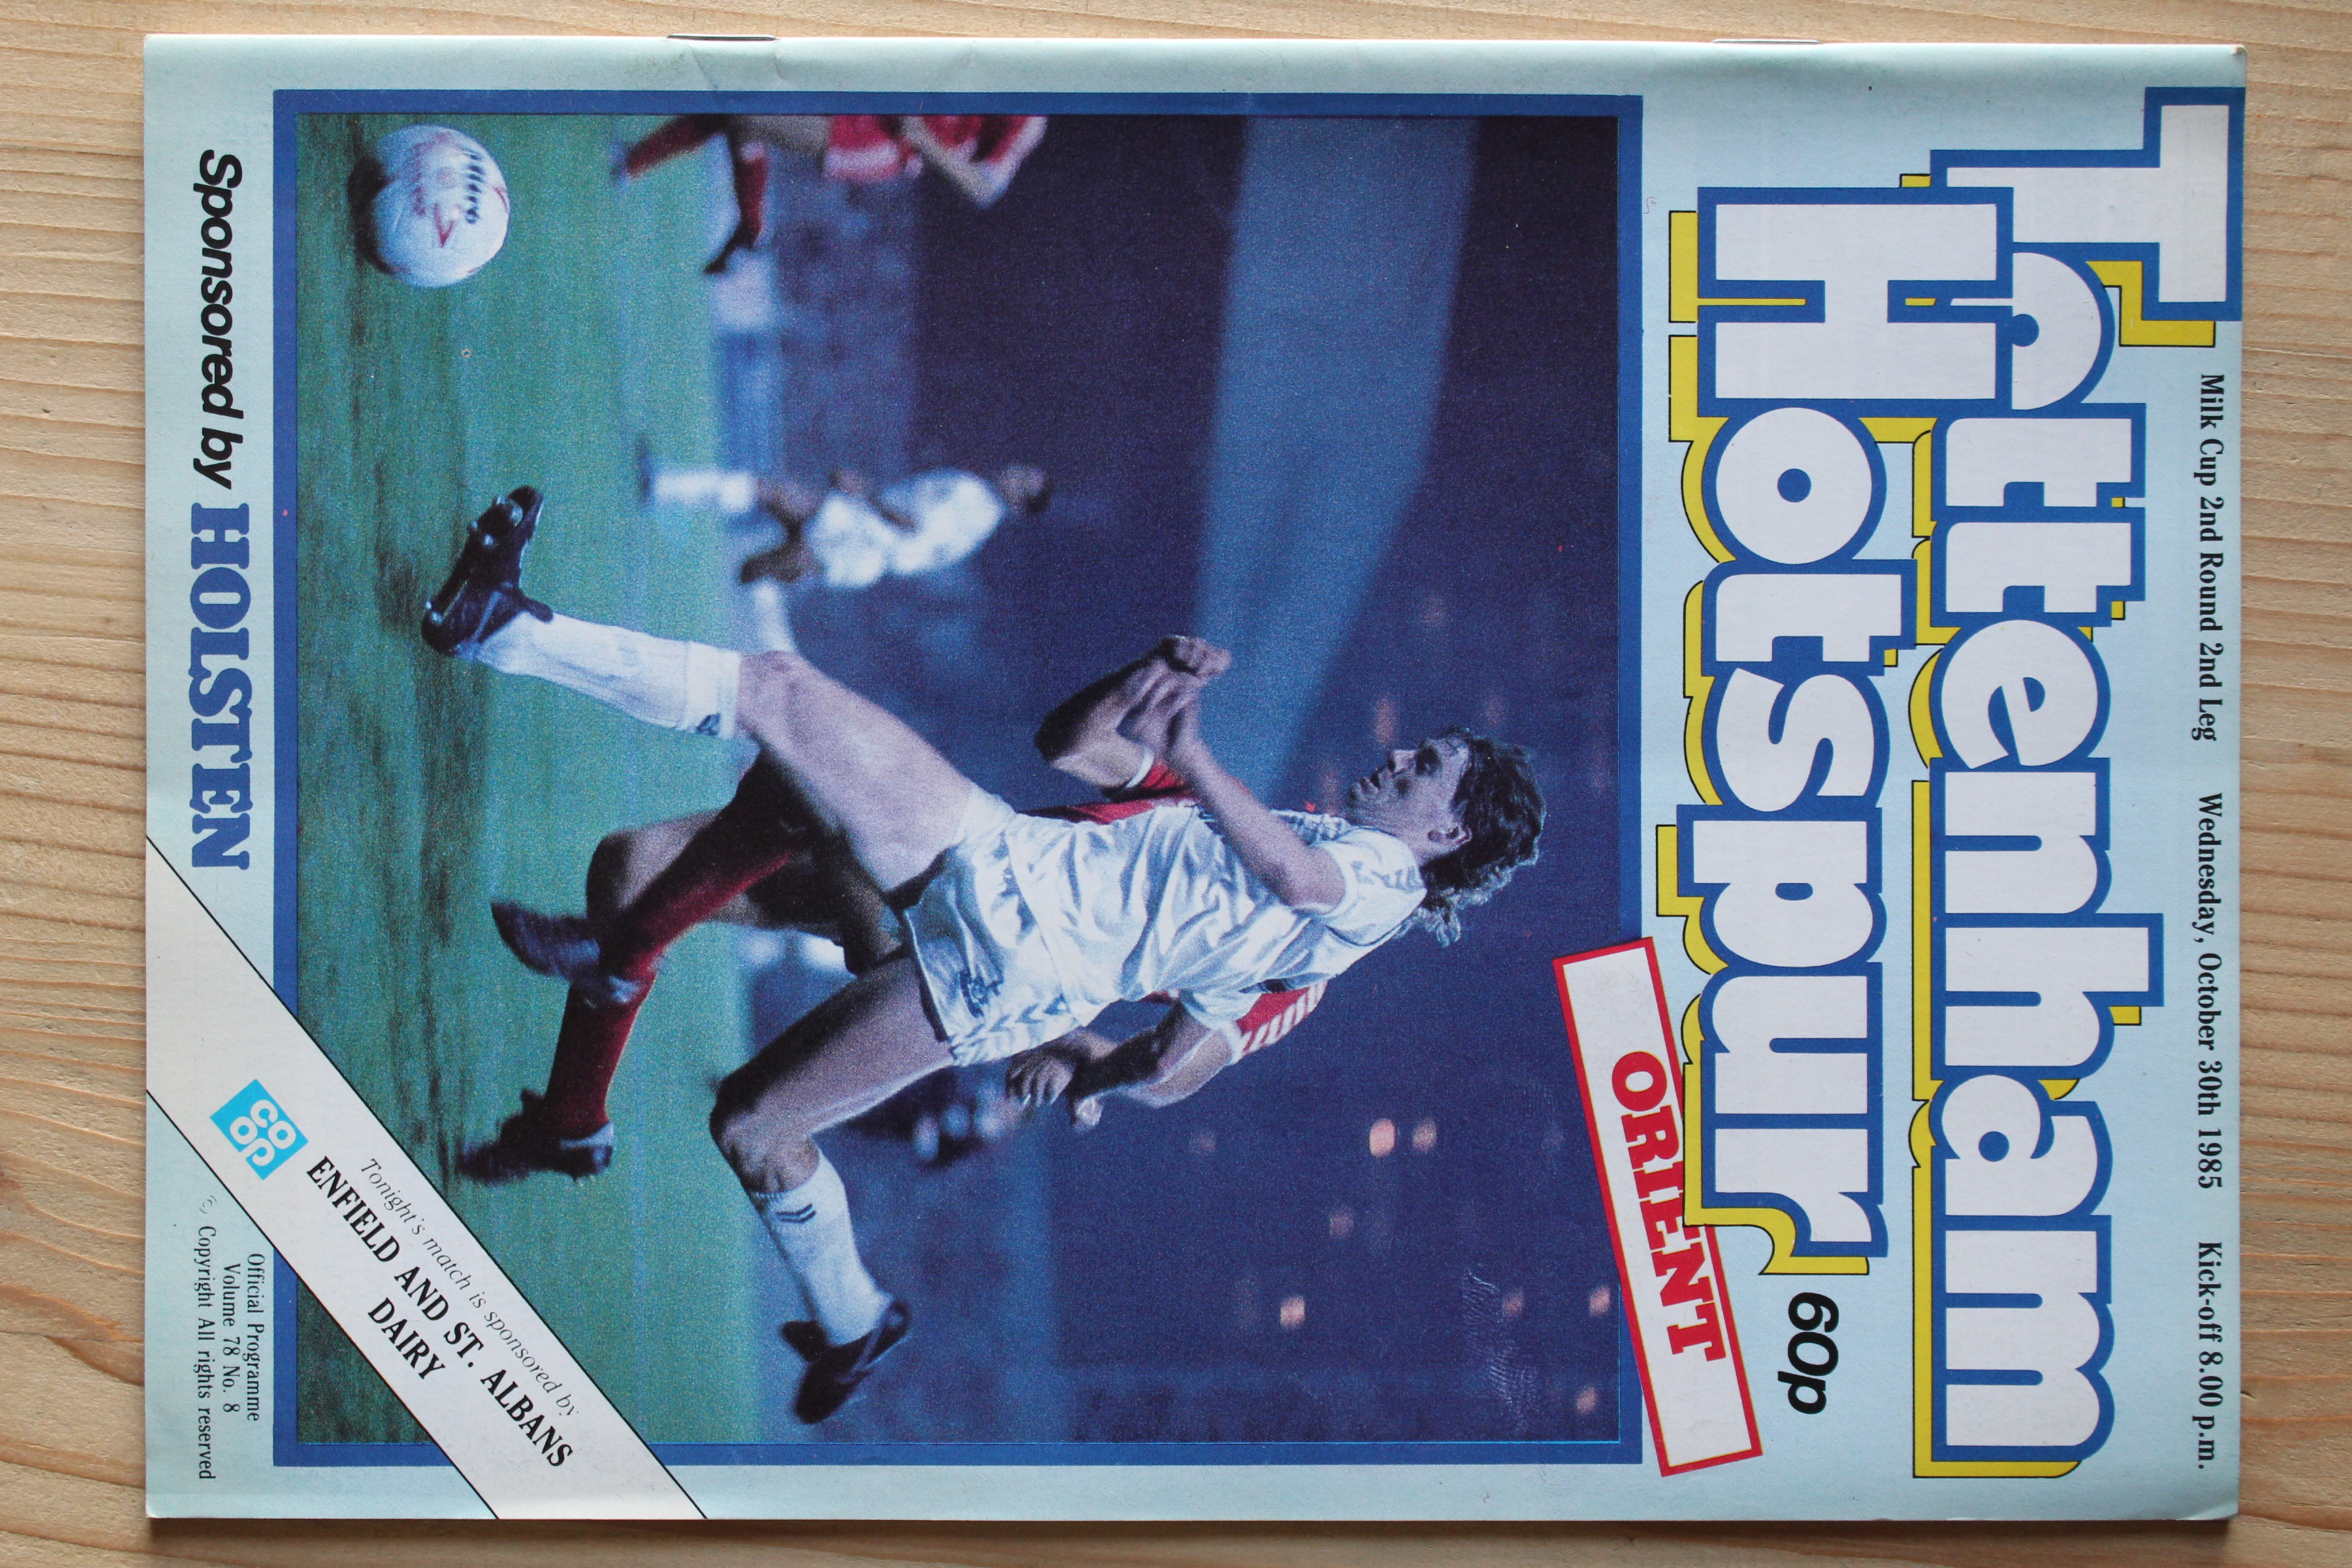 Milk Cup 2nd Round 2nd Leg Wednesday, October 30th 1985 Kick-off 8.00 p.m.
Tottenham
Hotspur
60p
ORIENT
Sponsored by HOLSTEN
co
op
Tonight's match is sponsored by
ENFIELD AND ST. ALBANS
DAIRY
Official Programme
Volume 78 No. 8
© Copyright All rights reserved